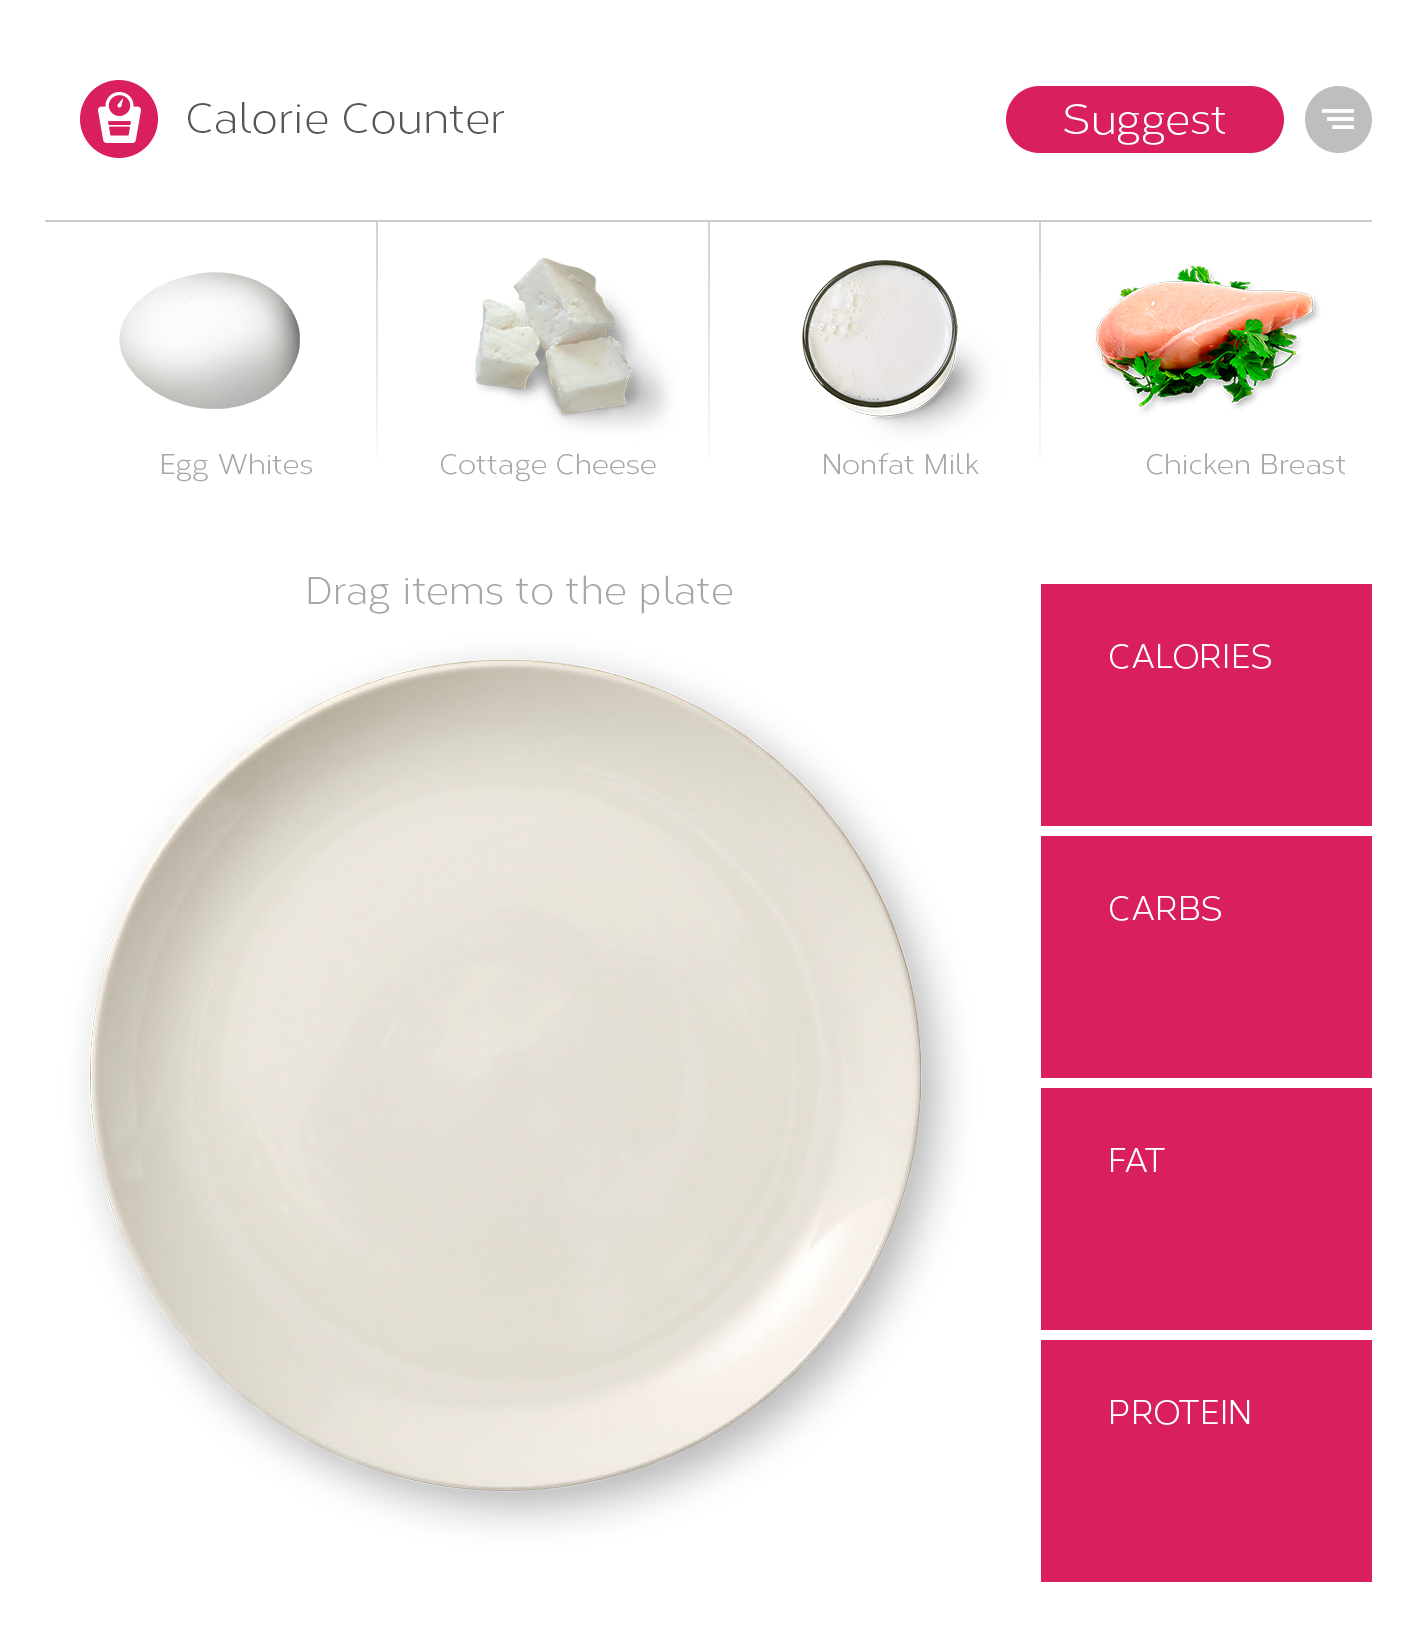 Calorie Counter
Suggest
Egg Whites
Cottage Cheese
Nonfat Milk
Chicken Breast
Drag items to the plate
CALORIES
CARBS
FAT
PROTEIN